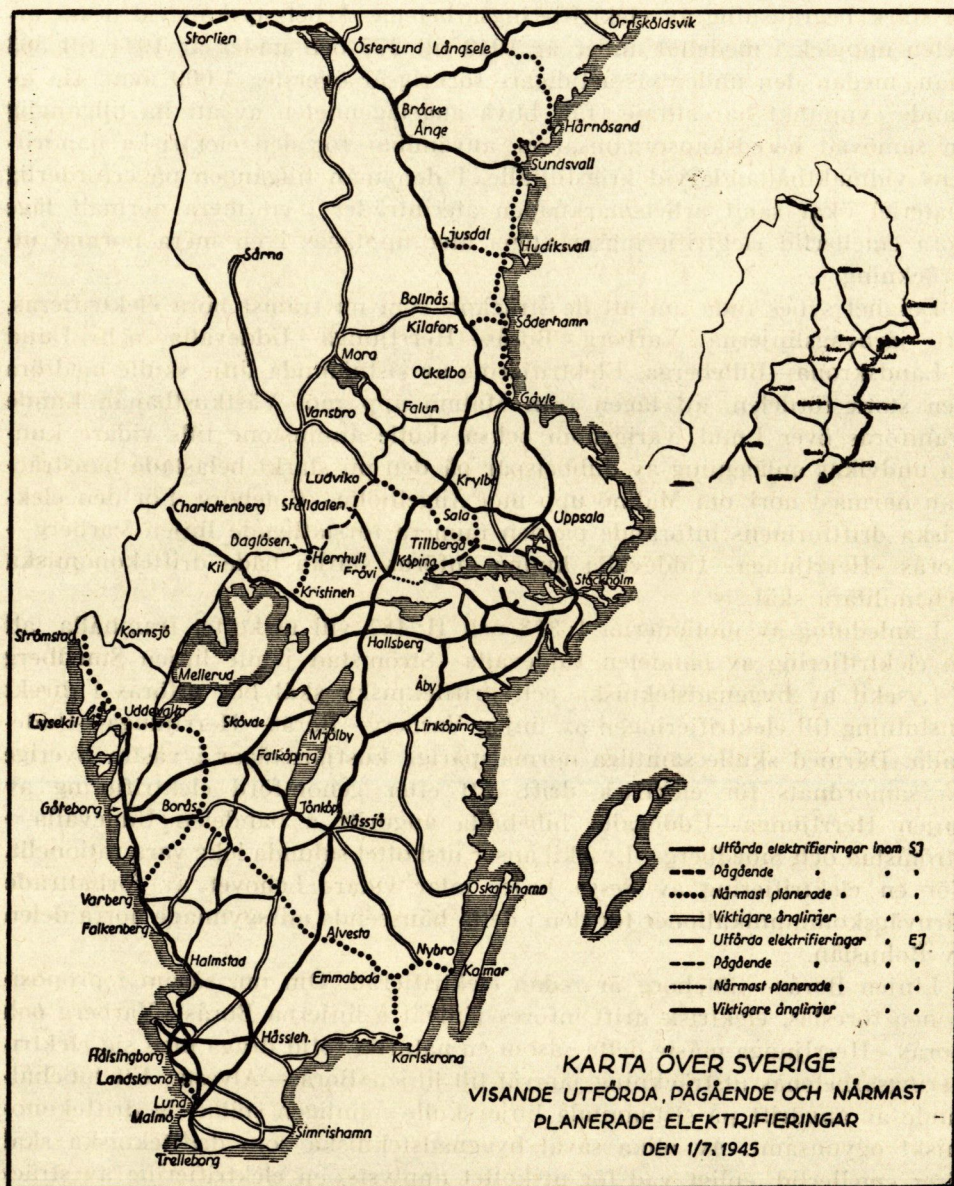 Storlien
Örnsköldsvik
Östersund Långsele
Bräcke
Ånge
Härnösand
Sundsvall
Ljusdal
Hudiksvall
Särna
Bollnäs
Kilafors
Söderhamn
Mora
Ockelbo
Gävle
Vansbro
Falun
Ludvika
Krylbo
Charlottenberg
Ställdalen
Sala
Uppsala
Daglösen
Tillberga
Kil
Herrhult
Köping
Frövi
Stockholm
Kristineh
Strömstad
Kornsjö
Hallsberg
Mellerud
Åby
Lysekil
Uddevalla
Skövde
Mjölby
Linköping
Falköping
Göteborg
Borås
Jönköp
Nässjö
Oskarshamn
Varberg
Falkenberg
Alvesta
Nybro
Halmstad
Emmaboda
Kalmar
Hässleh.
Karlskrona
Hälsingborg
Landskrona
Lund
Malmö
Simrishamn
Trelleborg
Utförda elektrifieringar inom SJ
Pågående " " "
Närmast planerade " " "
Viktigare ånglinjer " "
Utförda elektrifieringar " EJ
Pågående " " "
Närmast planerade " " "
Viktigare ånglinjer " "
KARTA ÖVER SVERIGE
VISANDE UTFÖRDA, PÅGÅENDE OCH NÄRMAST
PLANERADE ELEKTRIFIERINGAR
DEN 1/7. 1945